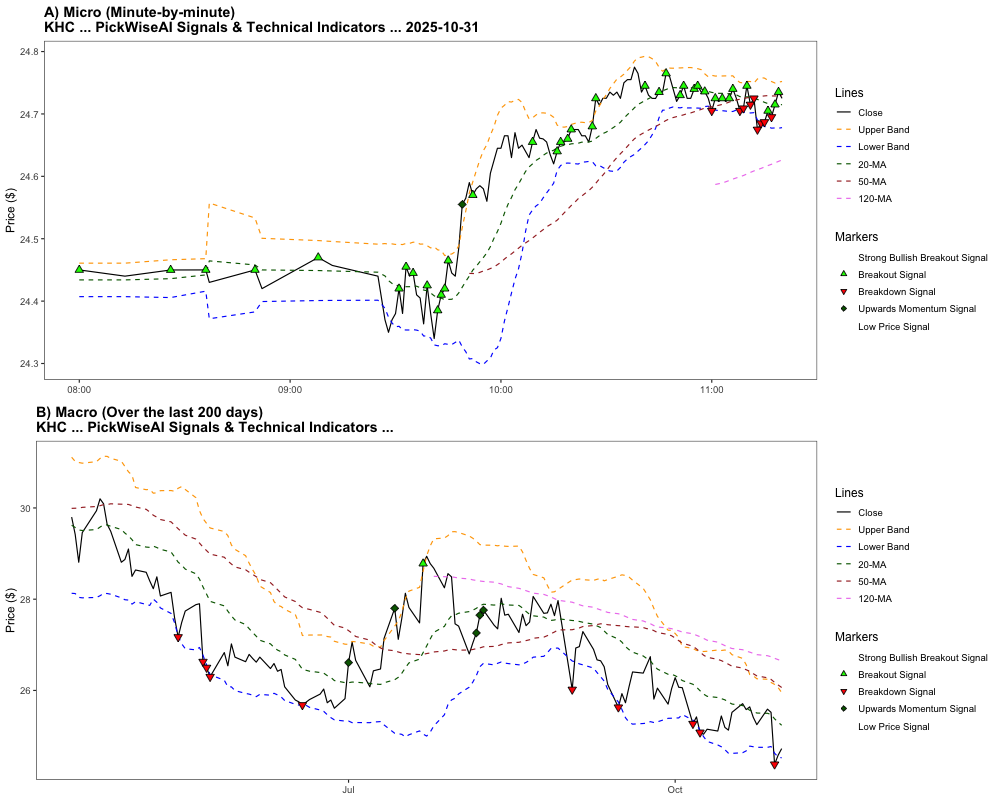 A) Micro (Minute-by-minute)
KHC ... PickWiseAI Signals & Technical Indicators ... 2025-10-31
Price ($)
24.8
24.7
24.6
24.5
24.4
24.3
08:00
09:00
10:00
11:00
Lines
Close
Upper Band
Lower Band
20-MA
50-MA
120-MA
Markers
Strong Bullish Breakout Signal
Breakout Signal
Breakdown Signal
Upwards Momentum Signal
Low Price Signal
B) Macro (Over the last 200 days)
KHC ... PickWiseAI Signals & Technical Indicators ...
Price ($)
30
28
26
Jul
Oct
Lines
Close
Upper Band
Lower Band
20-MA
50-MA
120-MA
Markers
Strong Bullish Breakout Signal
Breakout Signal
Breakdown Signal
Upwards Momentum Signal
Low Price Signal